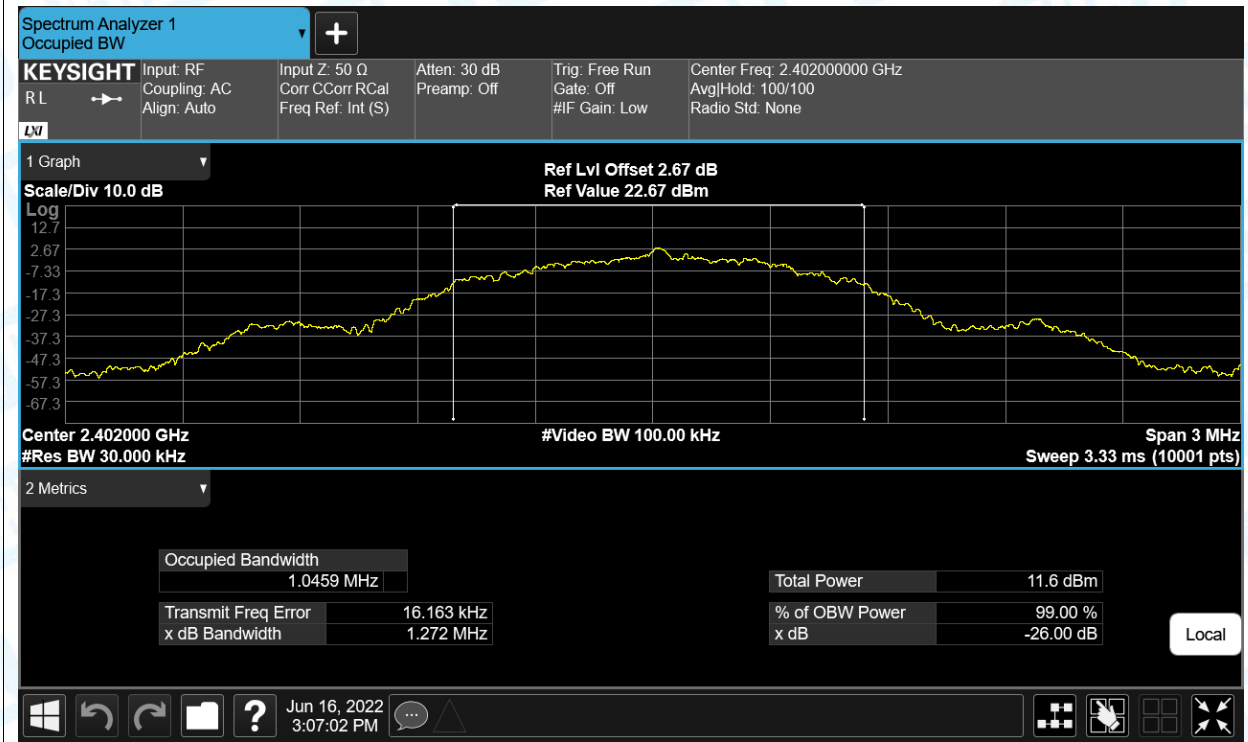 Spectrum Analyzer 1
Occupied BW
KEYSIGHT
R L
LXI
Input: RF
Coupling: AC
Align: Auto
Input Z: 50 Ω
Corr CCorr RCal
Freq Ref: Int (S)
Atten: 30 dB
Preamp: Off
Trig: Free Run
Gate: Off
#IF Gain: Low
Center Freq: 2.402000000 GHz
Avg|Hold: 100/100
Radio Std: None
1 Graph
Scale/Div 10.0 dB
Ref Lvl Offset 2.67 dB
Ref Value 22.67 dBm
Log
12.7
2.67
-7.33
-17.3
-27.3
-37.3
-47.3
-57.3
-67.3
Center 2.402000 GHz
#Video BW 100.00 kHz
Span 3 MHz
#Res BW 30.000 kHz
Sweep 3.33 ms (10001 pts)
2 Metrics
Occupied Bandwidth
1.0459 MHz
Transmit Freq Error 16.163 kHz
x dB Bandwidth 1.272 MHz
Total Power 11.6 dBm
% of OBW Power 99.00 %
x dB -26.00 dB
Local
?
Jun 16, 2022
3:07:02 PM